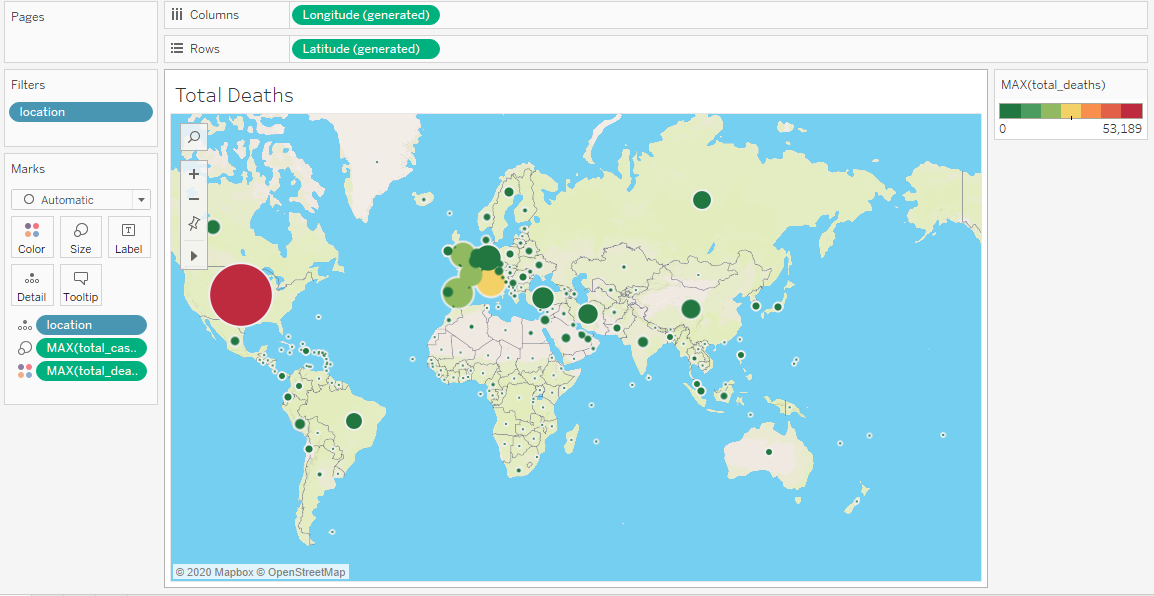 Pages
Columns
Longitude (generated)
Rows
Latitude (generated)
Filters
location
Marks
Automatic
Color
Size
Label
T
Detail
Tooltip
location
MAX(total_cas..
MAX(total_dea..
Total Deaths
© 2020 Mapbox © OpenStreetMap
MAX(total_deaths)
0
53,189